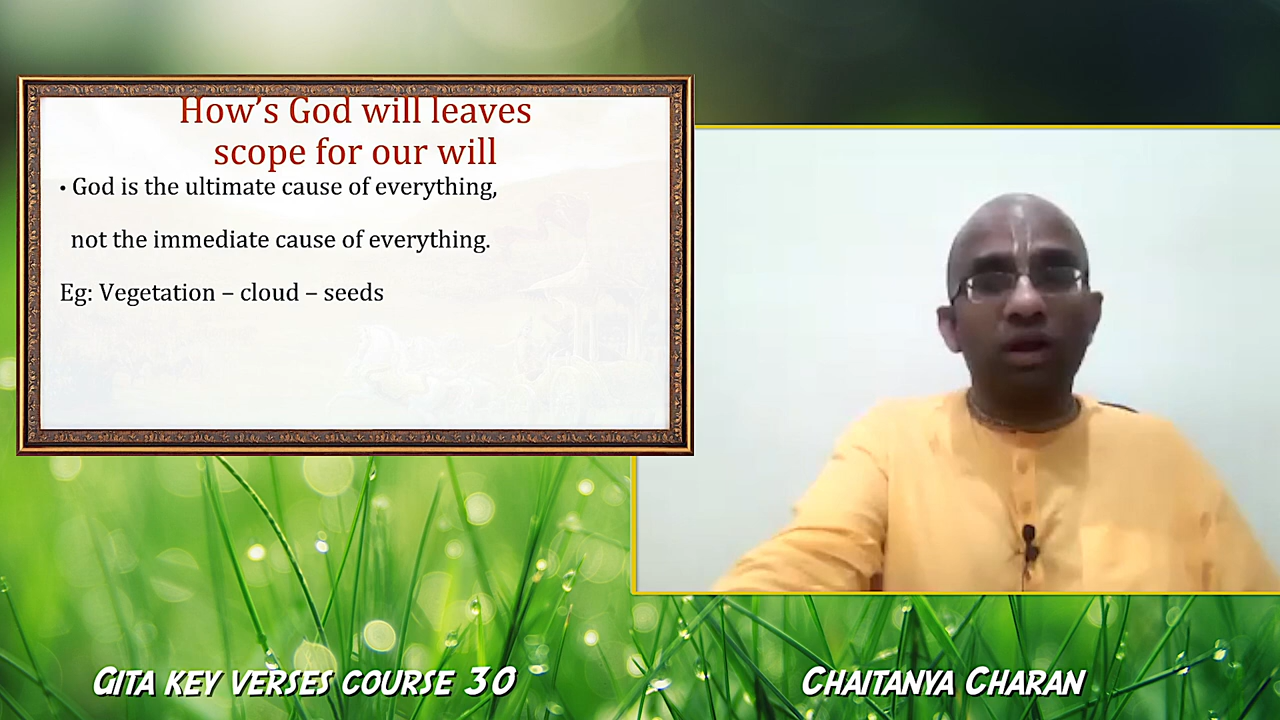 How’s God will leaves
scope for our will
• God is the ultimate cause of everything,
not the immediate cause of everything.
Eg: Vegetation – cloud – seeds
GITA KEY VERSES COURSE 30
CHAITANYA CHARAN